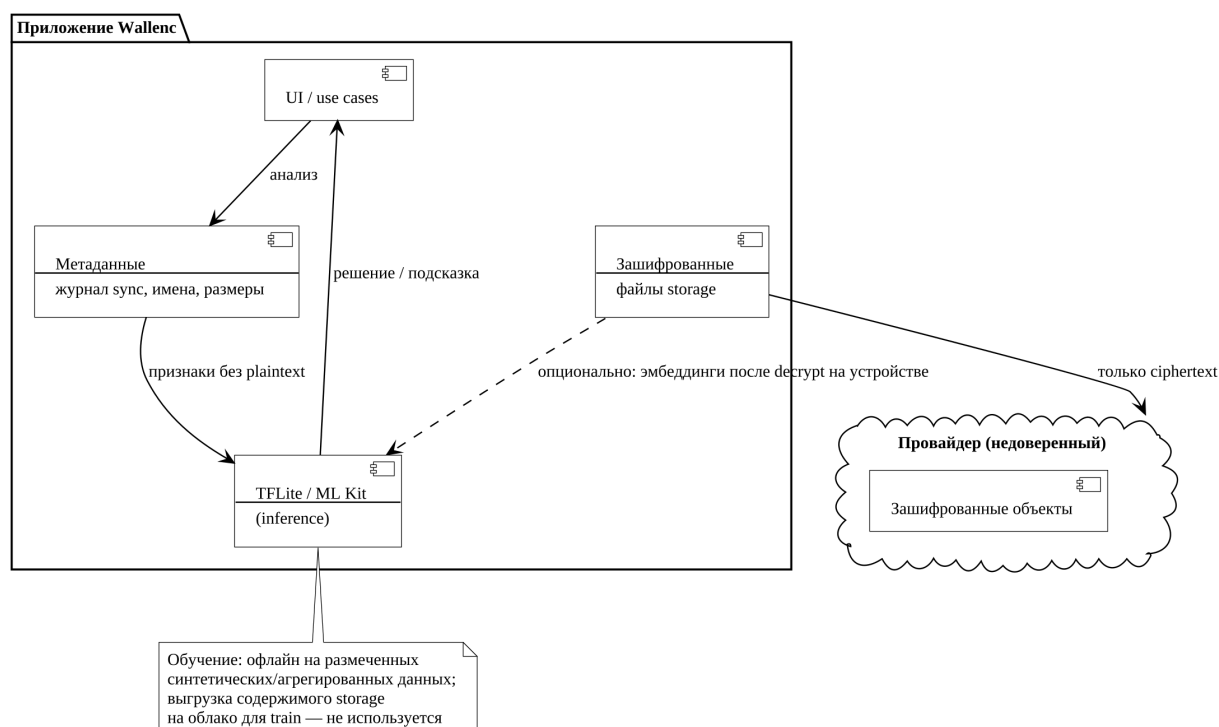 Приложение Wallenc
UI / use cases
анализ
Метаданные
журнал sync, имена, размеры
решение / подсказка
Зашифрованные
файлы storage
признаки без plaintext
опционально: эмбеддинги после decrypt на устройстве
только ciphertext
Провайдер (недоверенный)
Зашифрованные объекты
TFLite / ML Kit
(inference)
Обучение: офлайн на размеченных
синтетических/агрегированных данных;
выгрузка содержимого storage
на облако для train — не используется